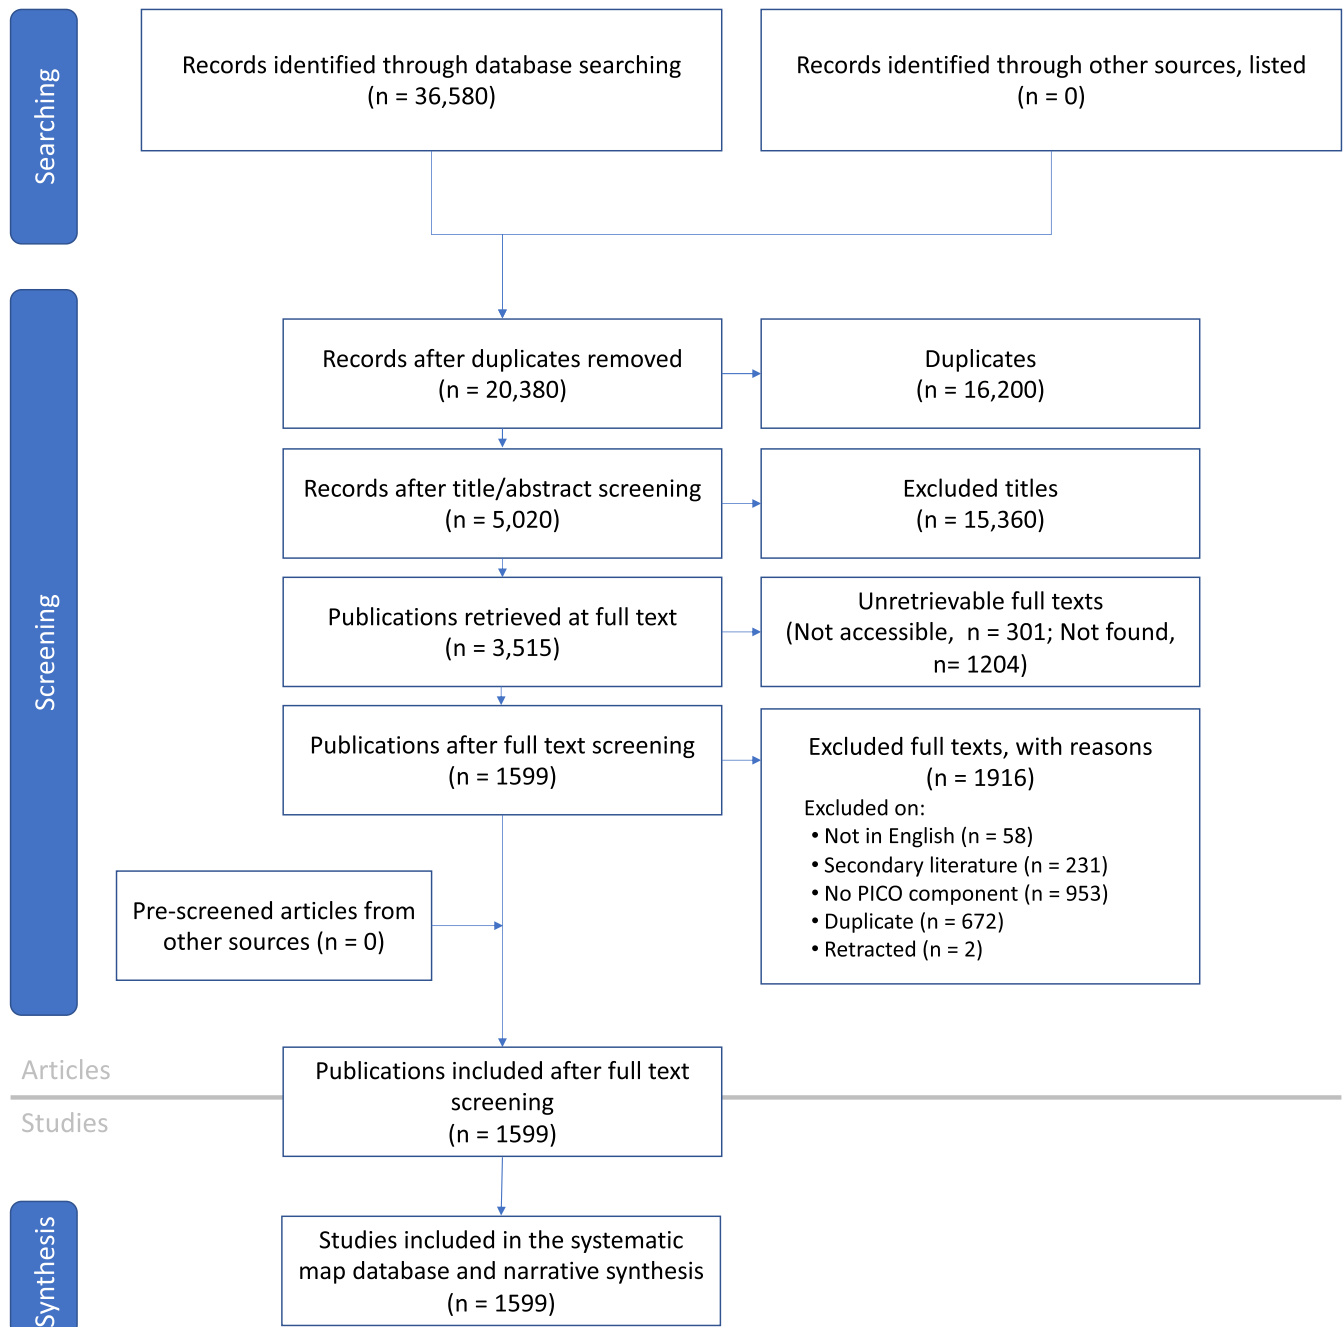 Searching
Records identified through database searching
(n = 36,580)
Records identified through other sources, listed
(n = 0)
Screening
Records after duplicates removed
(n = 20,380)
Duplicates
(n = 16,200)
Records after title/abstract screening
(n = 5,020)
Excluded titles
(n = 15,360)
Publications retrieved at full text
(n = 3,515)
Unretrievable full texts
(Not accessible,  n = 301; Not found,
n= 1204)
Publications after full text screening
(n = 1599)
Excluded full texts, with reasons
(n = 1916)
Excluded on:
• Not in English (n = 58)
• Secondary literature (n = 231)
• No PICO component (n = 953)
• Duplicate (n = 672)
• Retracted (n = 2)
Pre-screened articles from
other sources (n = 0)
Articles
Studies
Publications included after full text
screening
(n = 1599)
Synthesis
Studies included in the systematic
map database and narrative synthesis
(n = 1599)